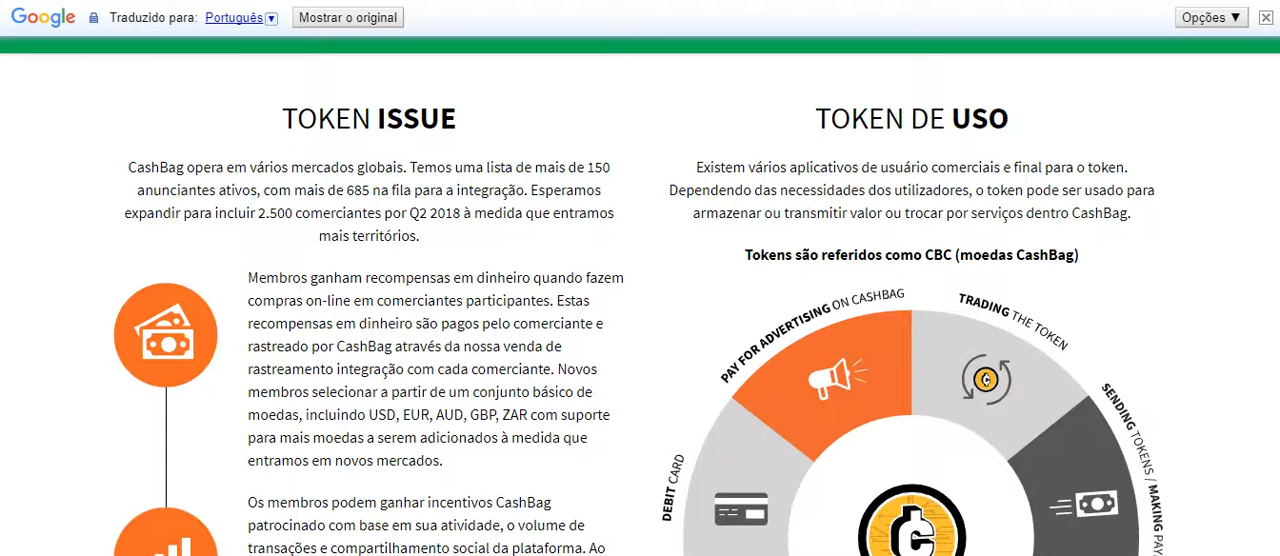 Google Traduzido para: Português Mostrar o original Opções ▼
TOKEN ISSUE
CashBag opera em vários mercados globais. Temos uma lista de mais de 150
anunciantes ativos, com mais de 685 na fila para a integração. Esperamos
expandir para incluir 2.500 comerciantes por Q2 2018 à medida que entramos
mais territórios.
Membros ganham recompensas em dinheiro quando fazem
compras on-line em comerciantes participantes. Estas
recompensas em dinheiro são pagos pelo comerciante e
rastreado por CashBag através da nossa venda de
rastreamento integração com cada comerciante. Novos
membros selecionar a partir de um conjunto básico de
moedas, incluindo USD, EUR, AUD, GBP, ZAR com suporte
para mais moedas a serem adicionados à medida que
entramos em novos mercados.
Os membros podem ganhar incentivos CashBag
patrocinado com base em sua atividade, o volume de
transações e compartilhamento social da plataforma. Ao
TOKEN DE USO
Existem vários aplicativos de usuário comerciais e final para o token.
Dependendo das necessidades dos utilizadores, o token pode ser usado para
armazenar ou transmitir valor ou trocar por serviços dentro CashBag.
Tokens são referidos como CBC (moedas CashBag)
PAY FOR ADVERTISING ON CASHBAG
TRADING THE TOKEN
SENDING TOKENS / MAKING PAY
DEBIT CARD